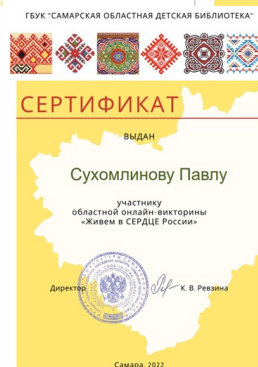 ГБУК "САМАРСКАЯ ОБЛАСТНАЯ ДЕТСКАЯ БИБЛИОТЕКА"
СЕРТИФИКАТ
ВЫДАН
Сухомлинову Павлу
участнику
областной онлайн-викторины
«Живем в СЕРДЦЕ России»
Директор К. В. Ревзина
Самара, 2022